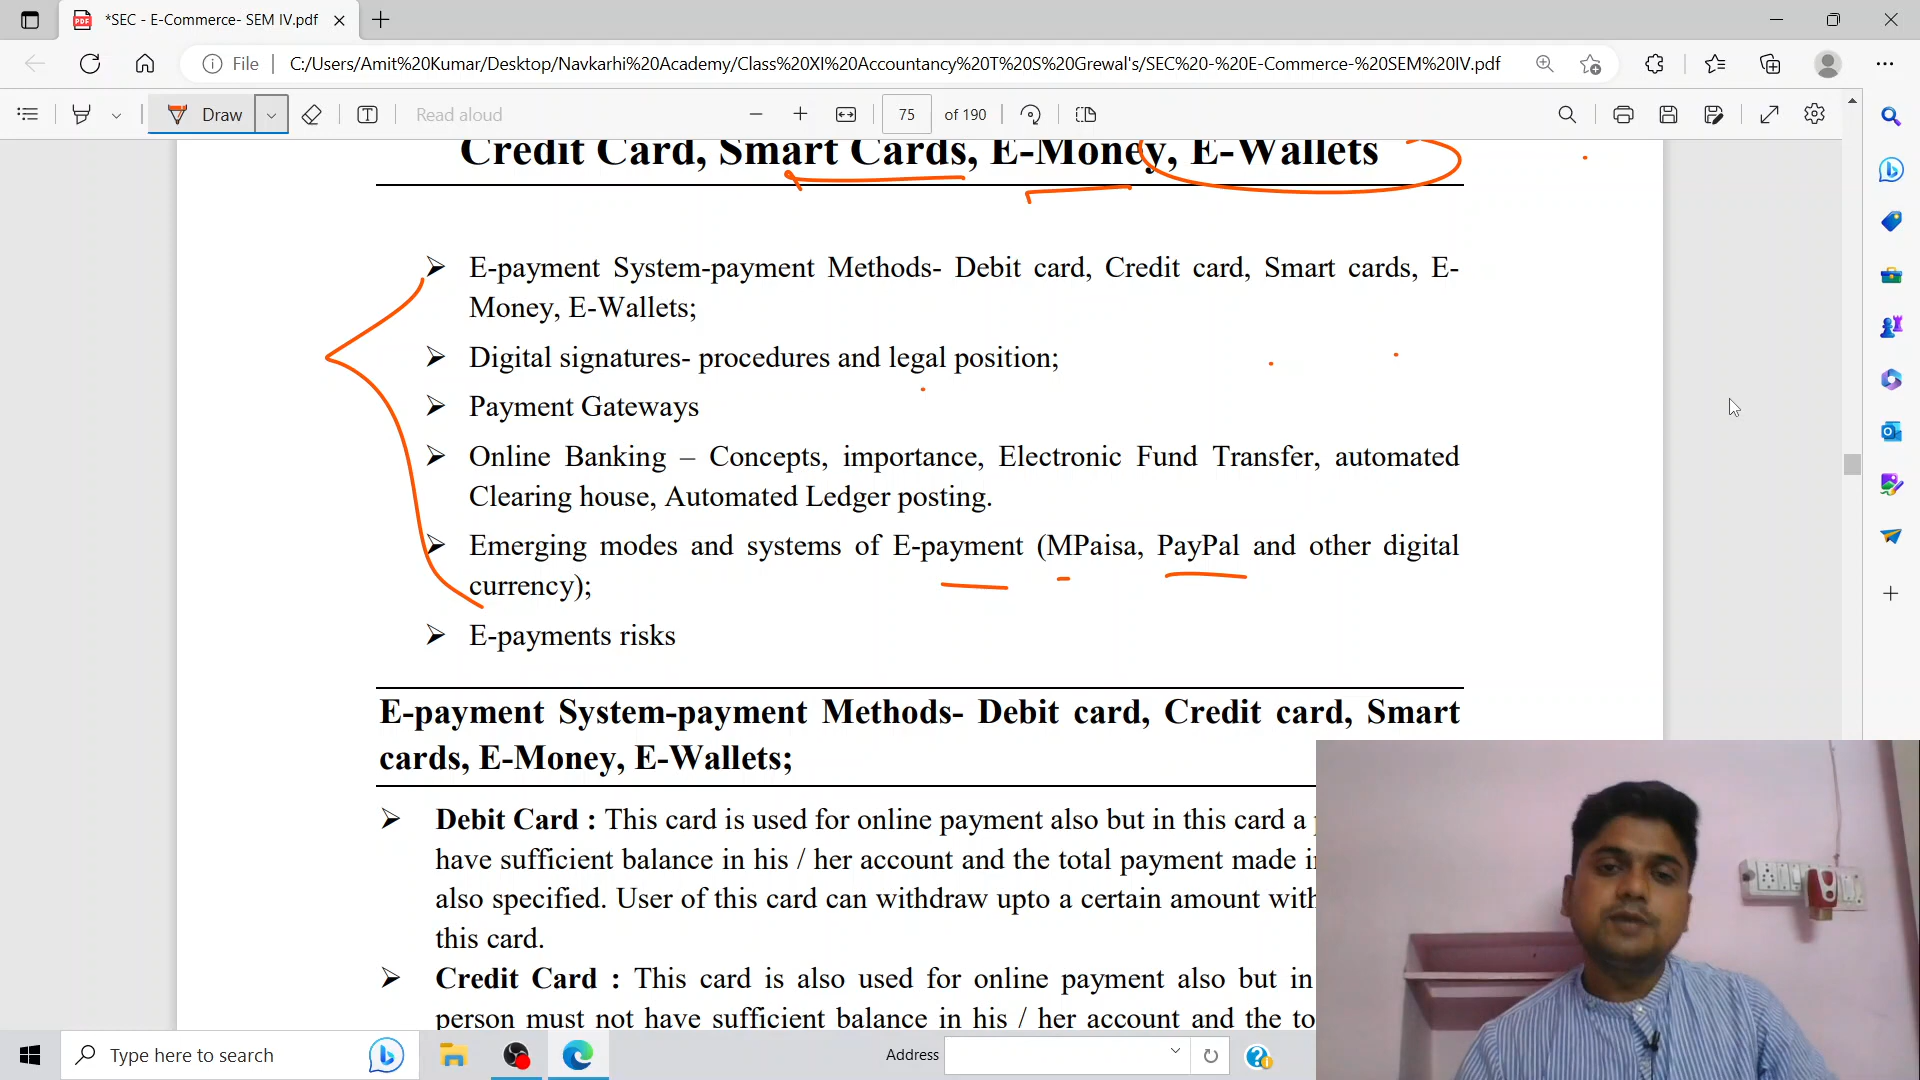 *SEC - E-Commerce- SEM IV.pdf
File
C:/Users/Amit%20Kumar/Desktop/Navkarhi%20Academy/Class%20XI%20Accountancy%20T%20S%20Grewal's/SEC%20-%20E-Commerce-%20SEM%20IV.pdf
Draw
Read aloud
75 of 190
Credit Card, Smart Cards, E-Money, E-Wallets
➢ E-payment System-payment Methods- Debit card, Credit card, Smart cards, E-
Money, E-Wallets;
➢ Digital signatures- procedures and legal position;
➢ Payment Gateways
➢ Online Banking – Concepts, importance, Electronic Fund Transfer, automated
Clearing house, Automated Ledger posting.
➢ Emerging modes and systems of E-payment (MPaisa, PayPal and other digital
currency);
➢ E-payments risks
E-payment System-payment Methods- Debit card, Credit card, Smart
cards, E-Money, E-Wallets;
➢ Debit Card : This card is used for online payment also but in this card a
have sufficient balance in his / her account and the total payment made
also specified. User of this card can withdraw upto a certain amount
this card.
➢ Credit Card : This card is also used for online payment also but in
person must not have sufficient balance in his / her account and the
Type here to search
Address